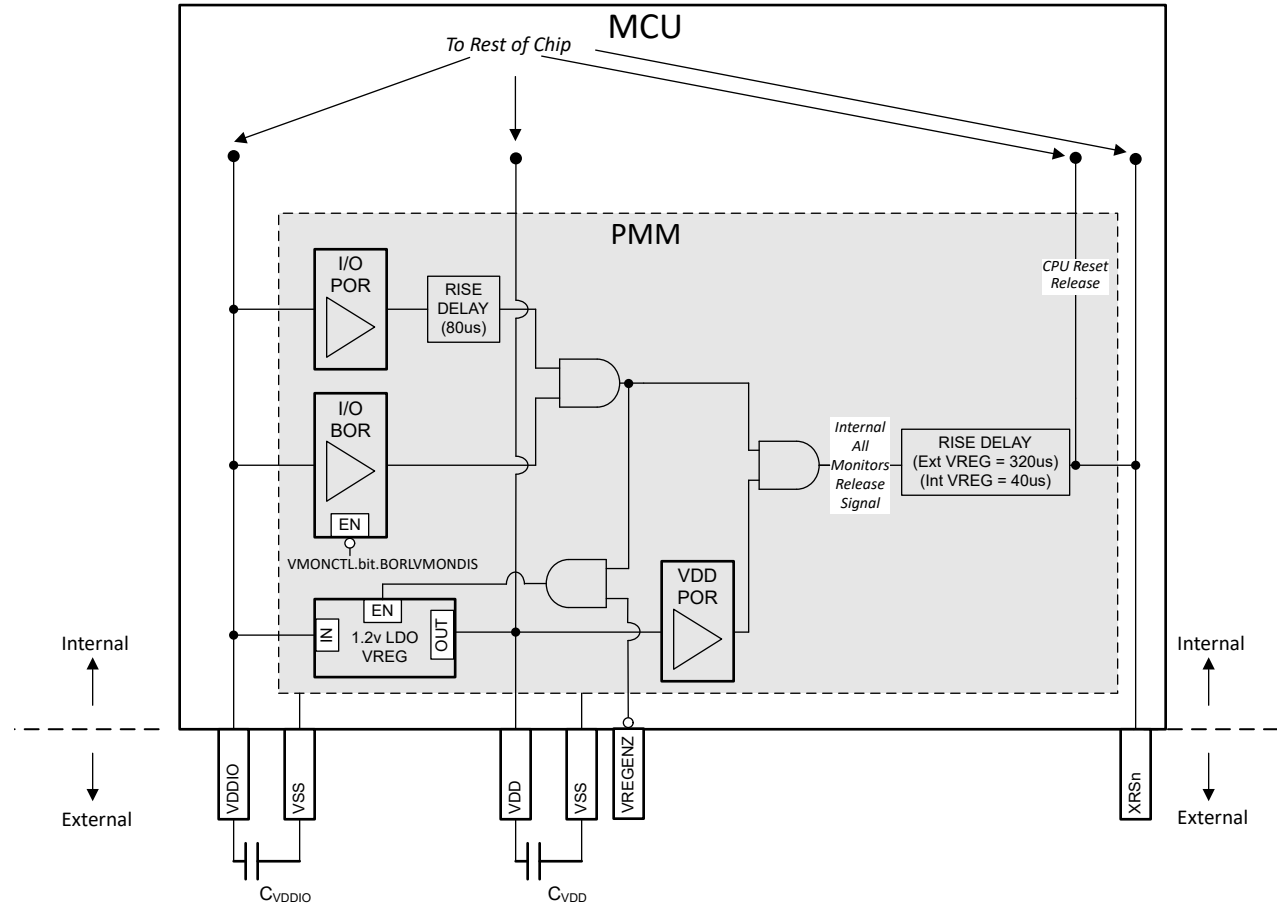 MCU
To Rest of Chip
PMM
I/O
POR
RISE
DELAY
(80us)
CPU Reset
Release
I/O
BOR
EN
VMONCTL.bit.BORLVMONDIS
Internal
All
Monitors
Release
Signal
RISE DELAY
(Ext VREG = 320us)
(Int VREG = 40us)
EN
IN
1.2v LDO
VREG
OUT
VDD
POR
Internal
External
Internal
External
VDDIO
VSS
VDD
VSS
VREGENZ
XRSn
CVDDIO
CVDD